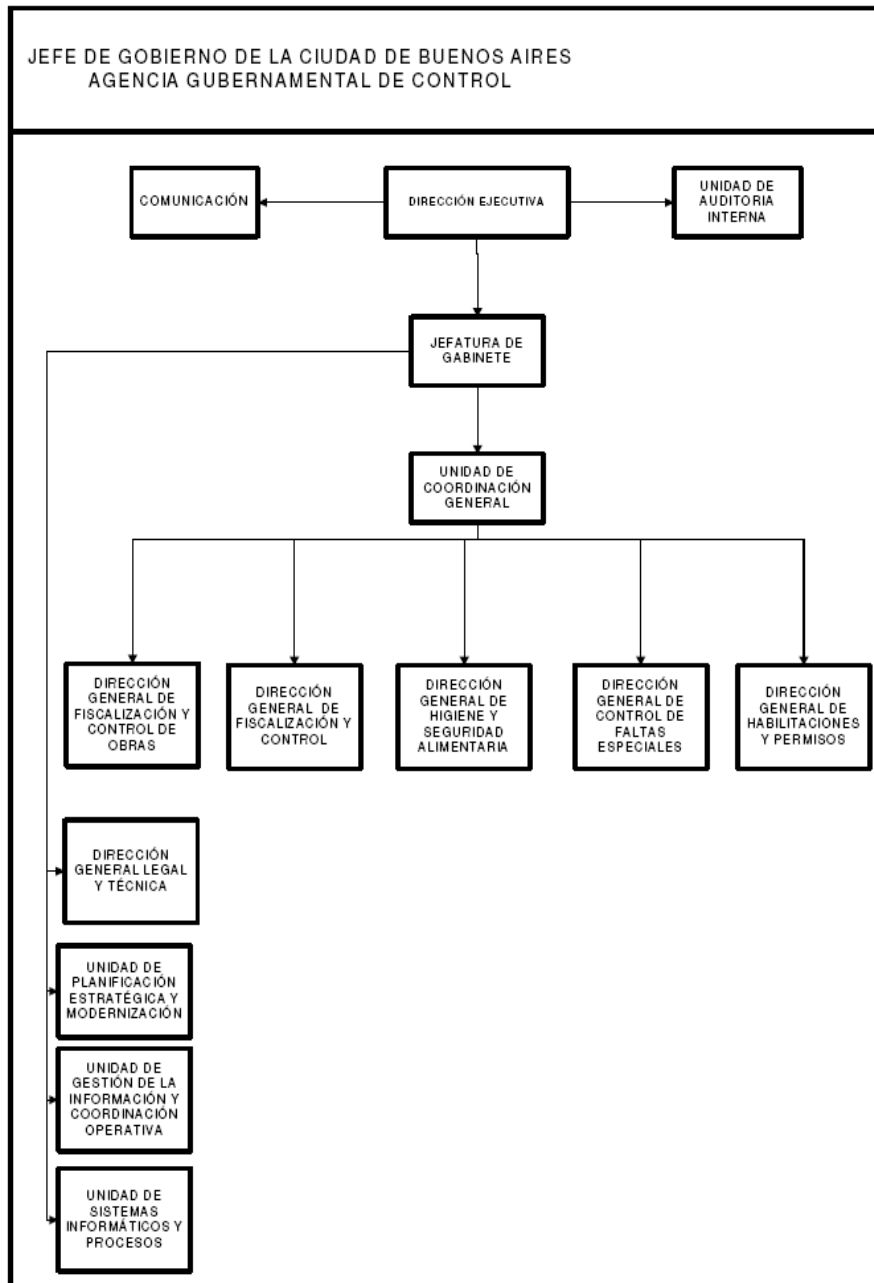 JEFE DE GOBIERNO DE LA CIUDAD DE BUENOS AIRES
AGENCIA GUBERNAMENTAL DE CONTROL
COMUNICACIÓN
DIRECCIÓN EJECUTIVA
UNIDAD DE
AUDITORIA
INTERNA
JEFATURA DE
GABINETE
UNIDAD DE
COORDINACIÓN
GENERAL
DIRECCIÓN
GENERAL DE
FISCALIZACIÓN Y
CONTROL DE
OBRAS
DIRECCIÓN
GENERAL DE
FISCALIZACIÓN Y
CONTROL
DIRECCIÓN
GENERAL DE
HIGIENE Y
SEGURIDAD
ALIMENTARIA
DIRECCIÓN
GENERAL DE
CONTROL DE
FALTAS
ESPECIALES
DIRECCIÓN
GENERAL DE
HABILITACIONES
Y PERMISOS
DIRECCIÓN
GENERAL LEGAL
Y TÉCNICA
UNIDAD DE
PLANIFICACIÓN
ESTRATÉGICA Y
MODERNIZACIÓN
UNIDAD DE
GESTIÓN DE LA
INFORMACIÓN Y
COORDINACIÓN
OPERATIVA
UNIDAD DE
SISTEMAS
INFORMÁTICOS Y
PROCESOS